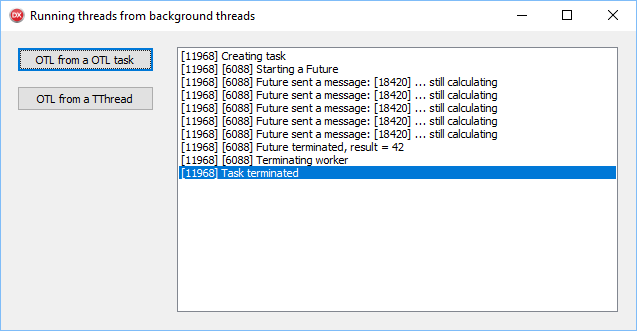 DX Running threads from background threads
OTL from a OTL task
OTL from a TThread
[11968] Creating task
[11968] [6088] Starting a Future
[11968] [6088] Future sent a message: [18420] ... still calculating
[11968] [6088] Future sent a message: [18420] ... still calculating
[11968] [6088] Future sent a message: [18420] ... still calculating
[11968] [6088] Future sent a message: [18420] ... still calculating
[11968] [6088] Future sent a message: [18420] ... still calculating
[11968] [6088] Future terminated, result = 42
[11968] [6088] Terminating worker
[11968] Task terminated